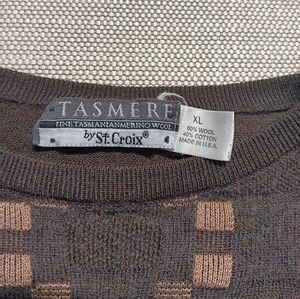 TASMERE
FINE TASMANIAN MERINO WOOL
by St. Croix®
XL
60% WOOL
40% COTTON
MADE IN U.S.A.